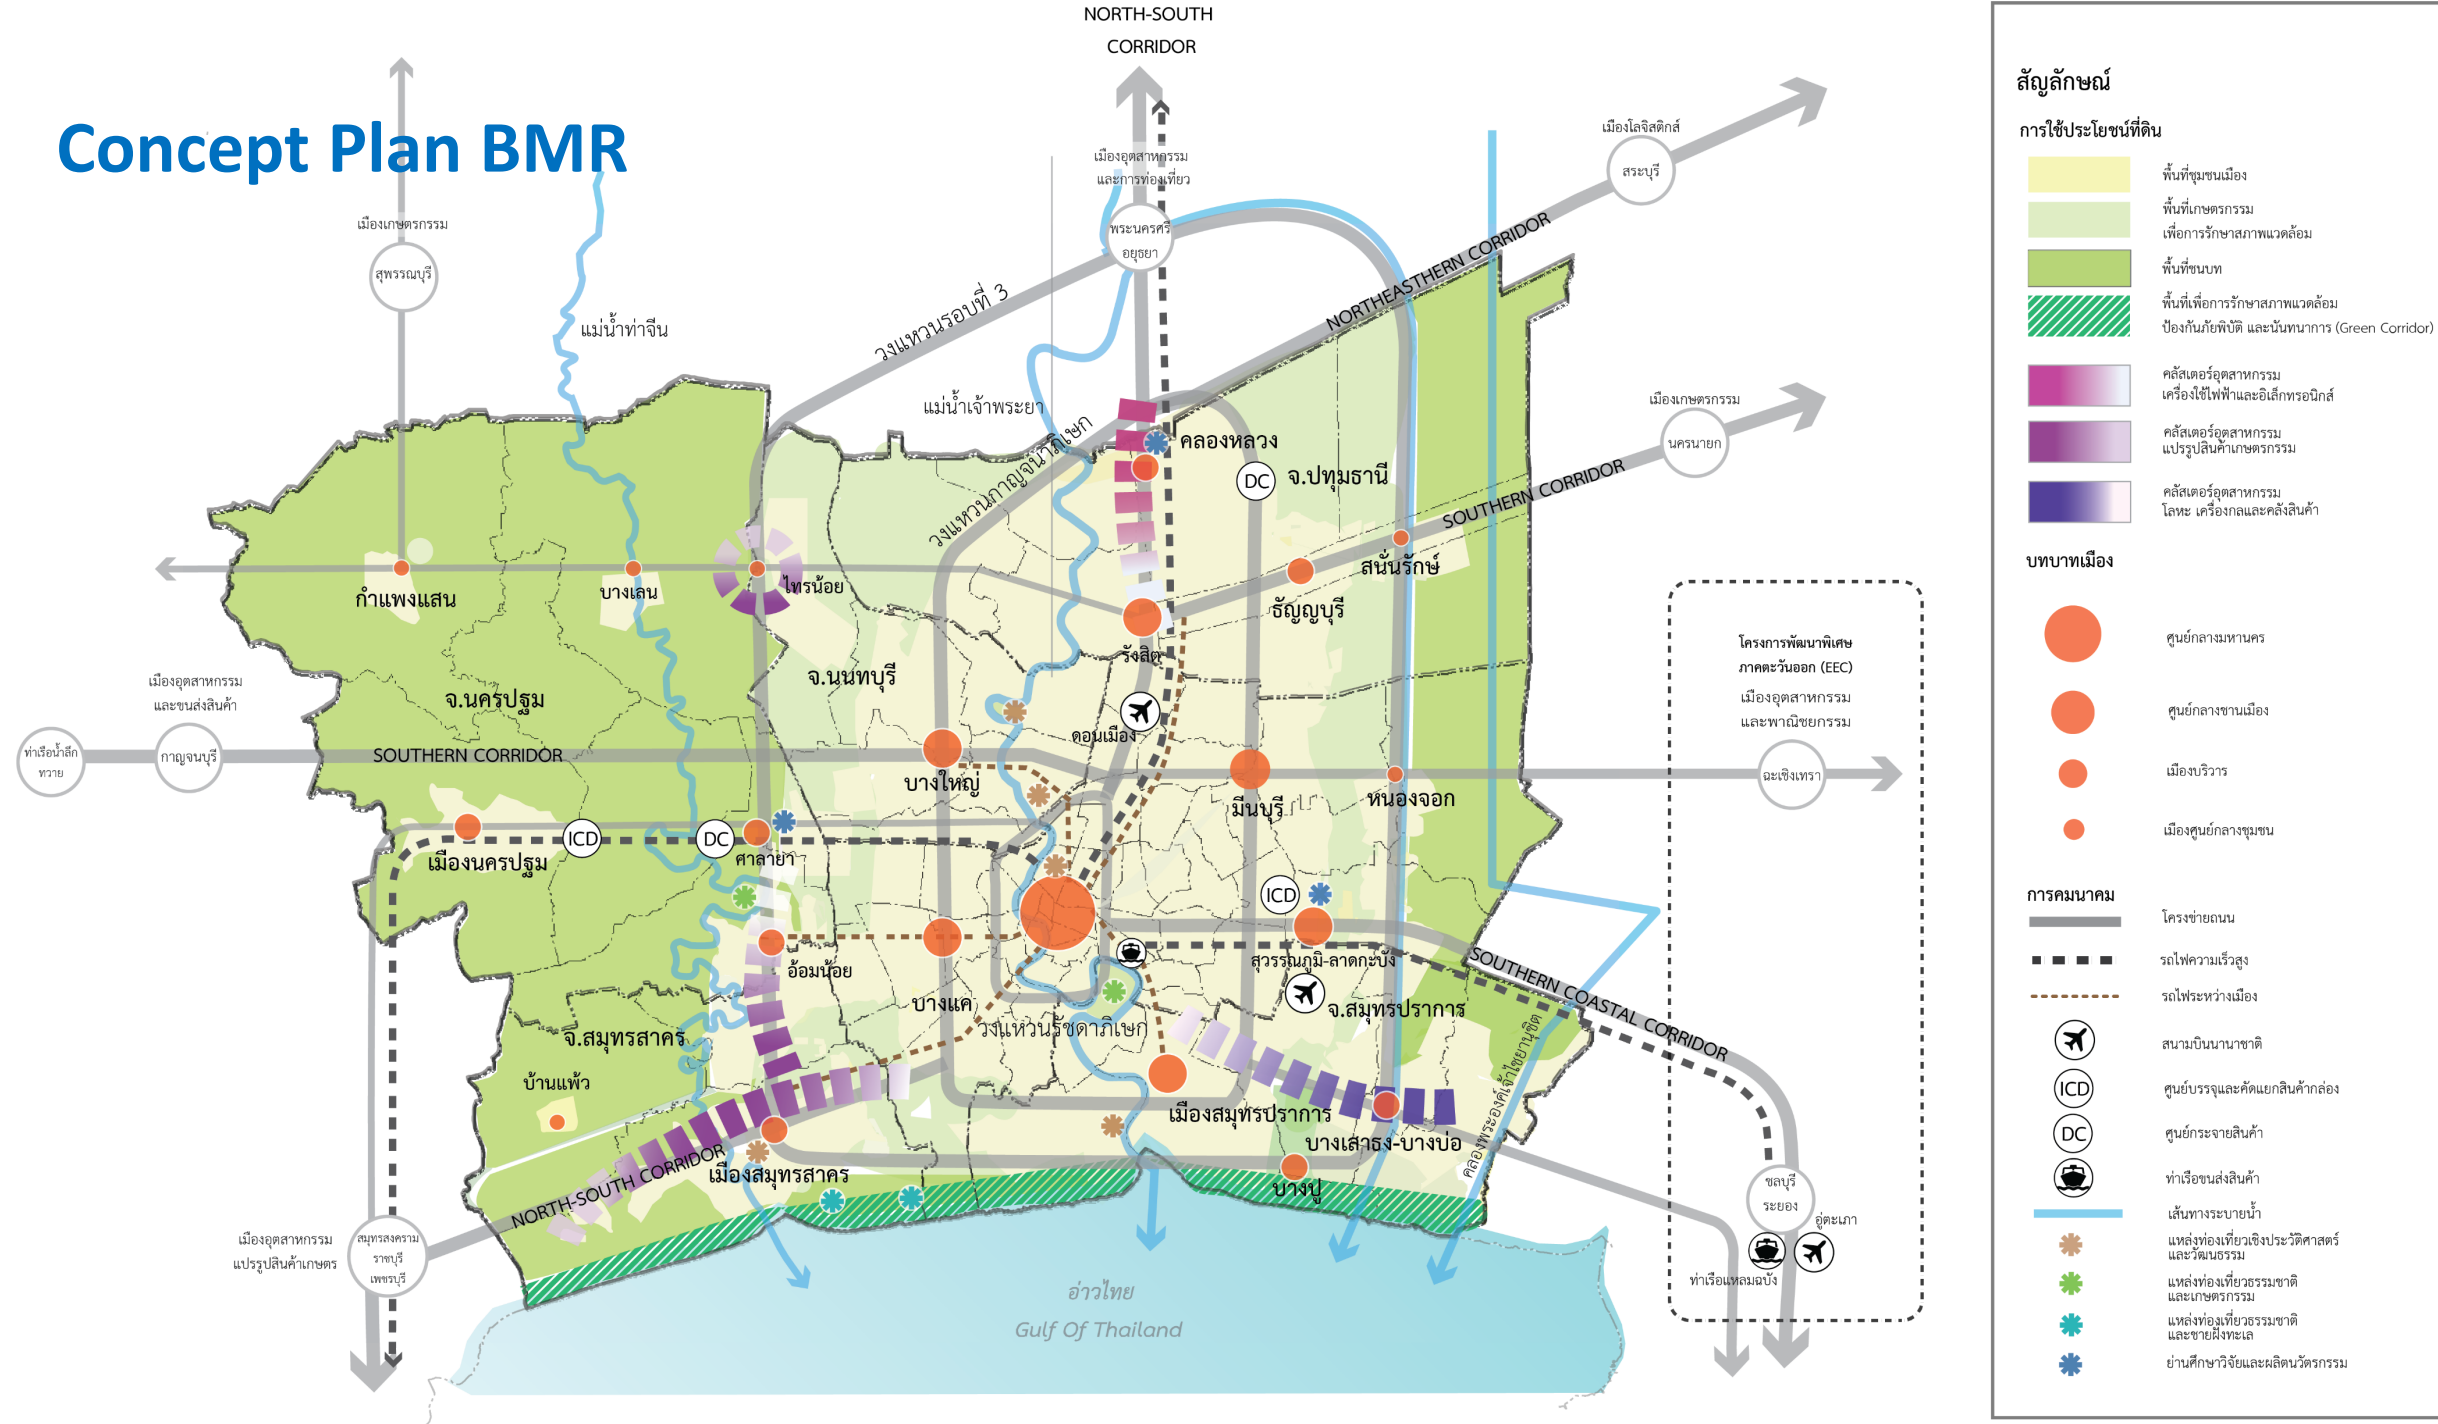 NORTH-SOUTH
CORRIDOR
Concept Plan BMR
เมืองอุตสาหกรรม
และการท่องเที่ยว
พระนครศรี
อยุธยา
เมืองโลจิสติกส์
สระบุรี
เมืองเกษตรกรรม
สุพรรณบุรี
แม่น้ำท่าจีน
วงแหวนรอบที่ 3
NORTHEASTHERN CORRIDOR
แม่น้ำเจ้าพระยา
วงแหวนกาญจนาภิเษก
คลองหลวง
DC
จ.ปทุมธานี
SOUTHERN CORRIDOR
เมืองเกษตรกรรม
นครนายก
กำแพงแสน
บางเลน
ไทรน้อย
สนั่นรักษ์
ธัญญบุรี
รังสิต
จ.นครปฐม
จ.นนทบุรี
ดอนเมือง
เมืองอุตสาหกรรม
และขนส่งสินค้า
ท่าเรือน้ำลึก
ทวาย
กาญจนบุรี
SOUTHERN CORRIDOR
บางใหญ่
มีนบุรี
หนองจอก
โครงการพัฒนาพิเศษ
ภาคตะวันออก (EEC)
เมืองอุตสาหกรรม
และพาณิชยกรรม
ฉะเชิงเทรา
เมืองนครปฐม
ICD
DC
ศาลายา
ICD
สุวรรณภูมิ-ลาดกะบัง
SOUTHERN COASTAL CORRIDOR
อ้อมน้อย
บางแค
วงแหวนรัชดาภิเษก
จ.สมุทรปราการ
จ.สมุทรสาคร
บ้านแพ้ว
เมืองสมุทรปราการ
บางเสาธง-บางบ่อ
คลองพระองค์เจ้าไชยานุชิต
NORTH-SOUTH CORRIDOR
เมืองสมุทรสาคร
บางปู
เมืองอุตสาหกรรม
แปรรูปสินค้าเกษตร
สมุทรสงคราม
ราชบุรี
เพชรบุรี
ชลบุรี
ระยอง
อู่ตะเภา
ท่าเรือแหลมฉบัง
อ่าวไทย
Gulf Of Thailand
สัญลักษณ์
การใช้ประโยชน์ที่ดิน
พื้นที่ชุมชนเมือง
พื้นที่เกษตรกรรม
เพื่อการรักษาสภาพแวดล้อม
พื้นที่ชนบท
พื้นที่เพื่อการรักษาสภาพแวดล้อม
ป้องกันภัยพิบัติ และนันทนาการ (Green Corridor)
คลัสเตอร์อุตสาหกรรม
เครื่องใช้ไฟฟ้าและอิเล็กทรอนิกส์
คลัสเตอร์อุตสาหกรรม
แปรรูปสินค้าเกษตรกรรม
คลัสเตอร์อุตสาหกรรม
โลหะ เครื่องกลและคลังสินค้า
บทบาทเมือง
ศูนย์กลางมหานคร
ศูนย์กลางชานเมือง
เมืองบริวาร
เมืองศูนย์กลางชุมชน
การคมนาคม
โครงข่ายถนน
รถไฟความเร็วสูง
รถไฟระหว่างเมือง
สนามบินนานาชาติ
ICD
ศูนย์บรรจุและคัดแยกสินค้ากล่อง
DC
ศูนย์กระจายสินค้า
ท่าเรือขนส่งสินค้า
เส้นทางระบายน้ำ
แหล่งท่องเที่ยวเชิงประวัติศาสตร์
และวัฒนธรรม
แหล่งท่องเที่ยวธรรมชาติ
และเกษตรกรรม
แหล่งท่องเที่ยวธรรมชาติ
และชายฝั่งทะเล
ย่านศึกษาวิจัยและผลิตนวัตกรรม